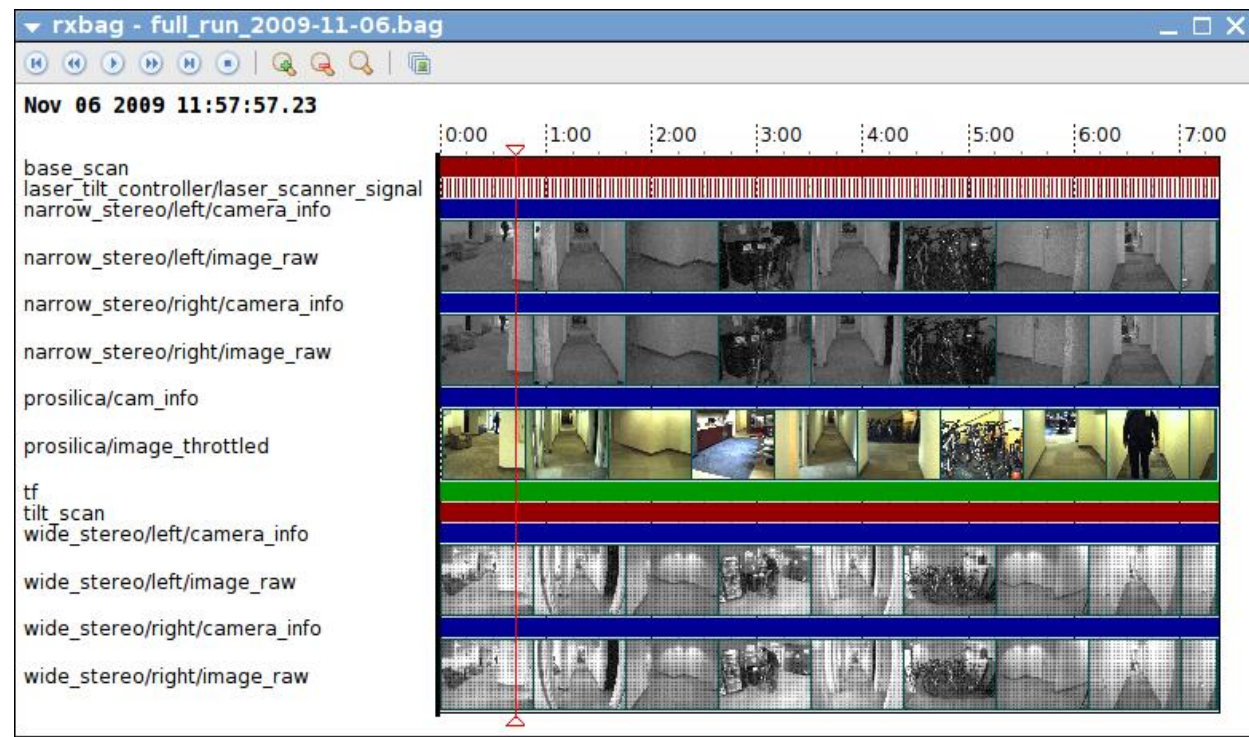 rxbag - full_run_2009-11-06.bag
Nov 06 2009 11:57:57.23
0:00 1:00 2:00 3:00 4:00 5:00 6:00 7:00
base_scan
laser_tilt_controller/laser_scanner_signal
narrow_stereo/left/camera_info
narrow_stereo/left/image_raw
narrow_stereo/right/camera_info
narrow_stereo/right/image_raw
prosilica/cam_info
prosilica/image_throttled
tf
tilt_scan
wide_stereo/left/camera_info
wide_stereo/left/image_raw
wide_stereo/right/camera_info
wide_stereo/right/image_raw